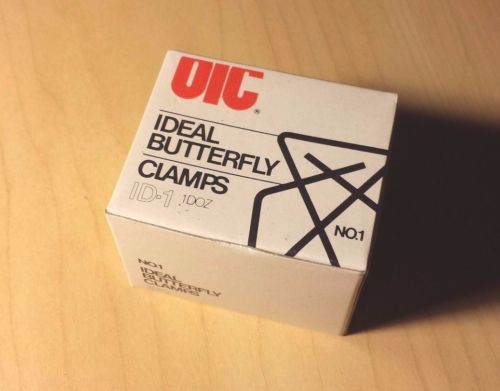 OIC®
IDEAL
BUTTERFLY
CLAMPS
ID-1 1DOZ
NO.1
NO.1
IDEAL
BUTTERFLY
CLAMPS